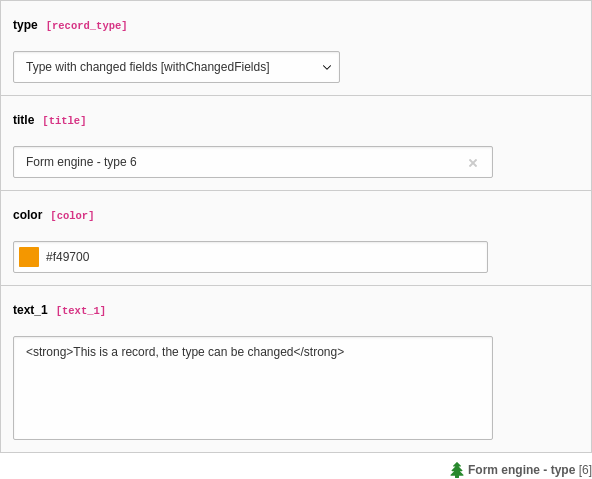 type [record_type]
Type with changed fields [withChangedFields]
title [title]
Form engine - type 6
color [color]
#f49700
text_1 [text_1]
<strong>This is a record, the type can be changed</strong>
Form engine - type [6]